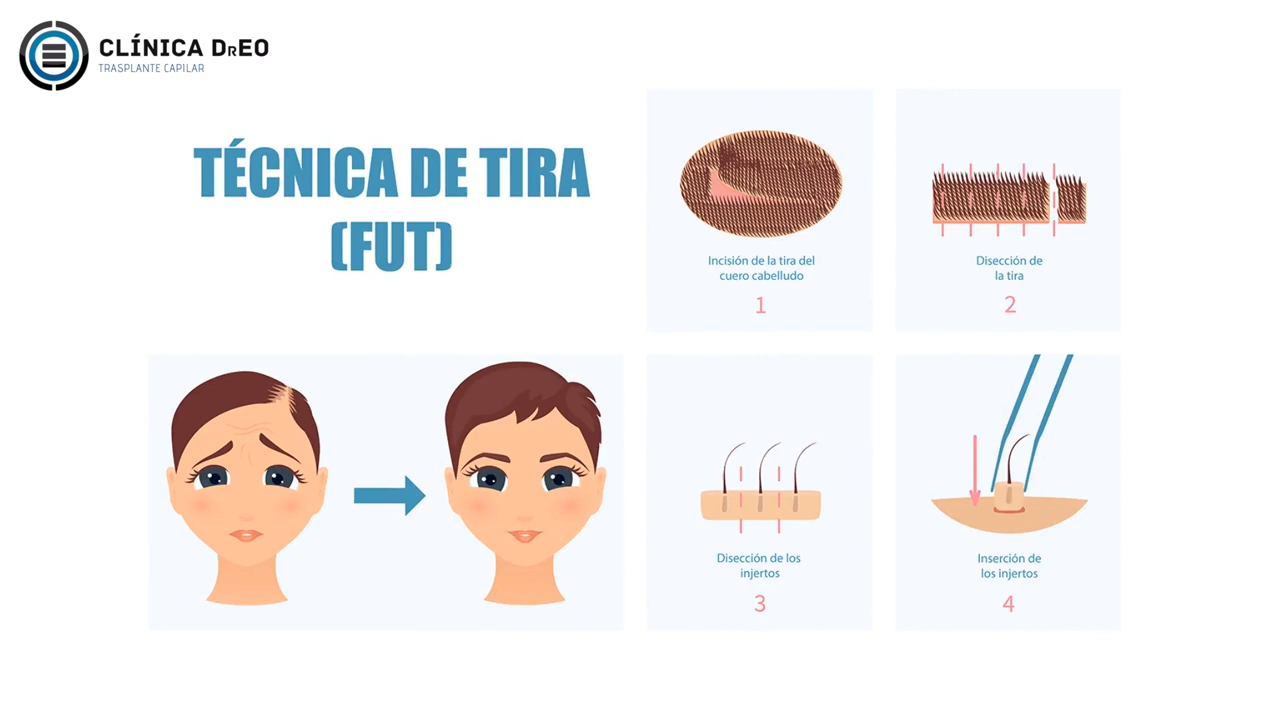 CLÍNICA DREO
TRASPLANTE CAPILAR
TÉCNICA DE TIRA
(FUT)
Incisión de la tira del
cuero cabelludo
1
Disección de
la tira
2
Disección de los
injertos
3
Inserción de
los injertos
4